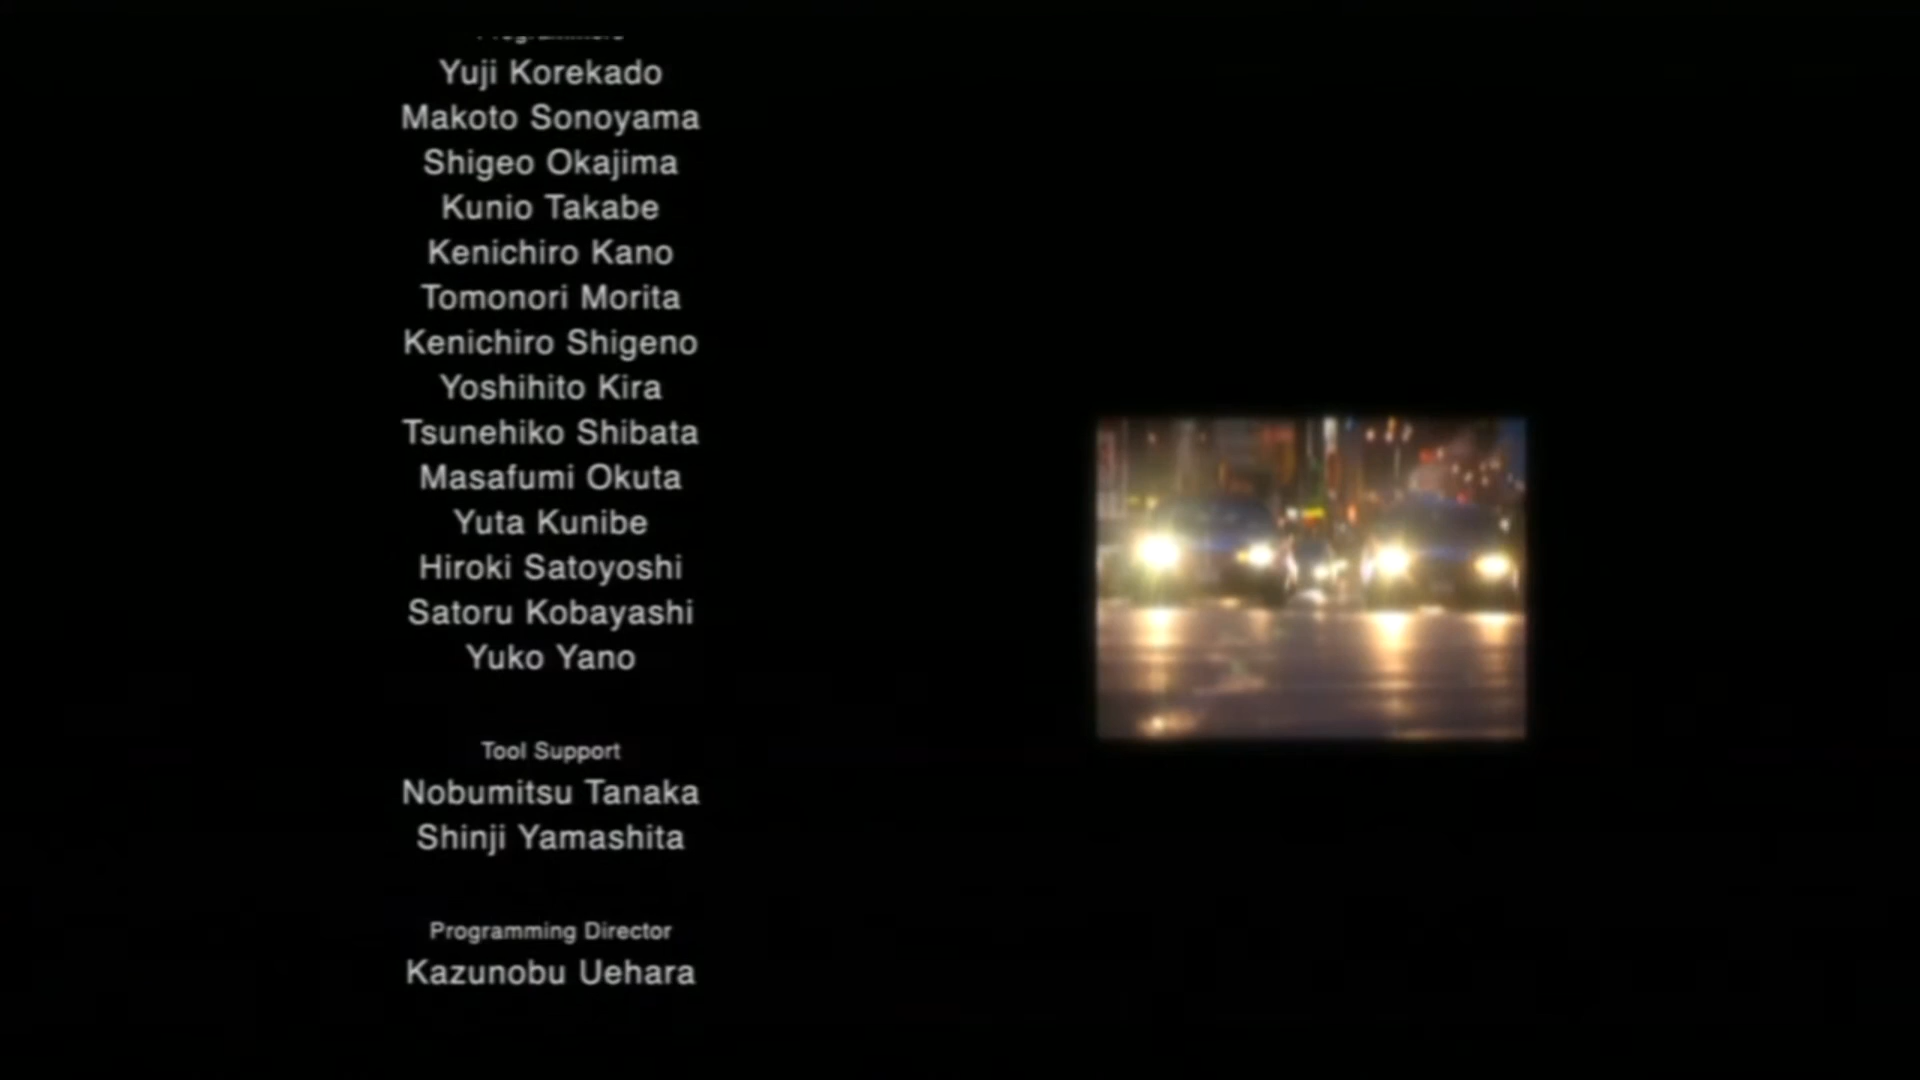 Programmers
Yuji Korekado
Makoto Sonoyama
Shigeo Okajima
Kunio Takabe
Kenichiro Kano
Tomonori Morita
Kenichiro Shigeno
Yoshihito Kira
Tsunehiko Shibata
Masafumi Okuta
Yuta Kunibe
Hiroki Satoyoshi
Satoru Kobayashi
Yuko Yano
Tool Support
Nobumitsu Tanaka
Shinji Yamashita
Programming Director
Kazunobu Uehara